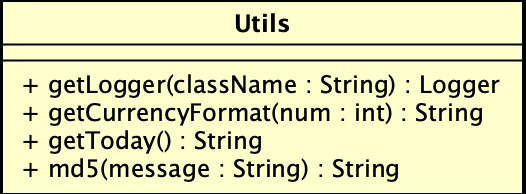 Utils
+ getLogger(className : String) : Logger
+ getCurrencyFormat(num : int) : String
+ getToday() : String
+ md5(message : String) : String